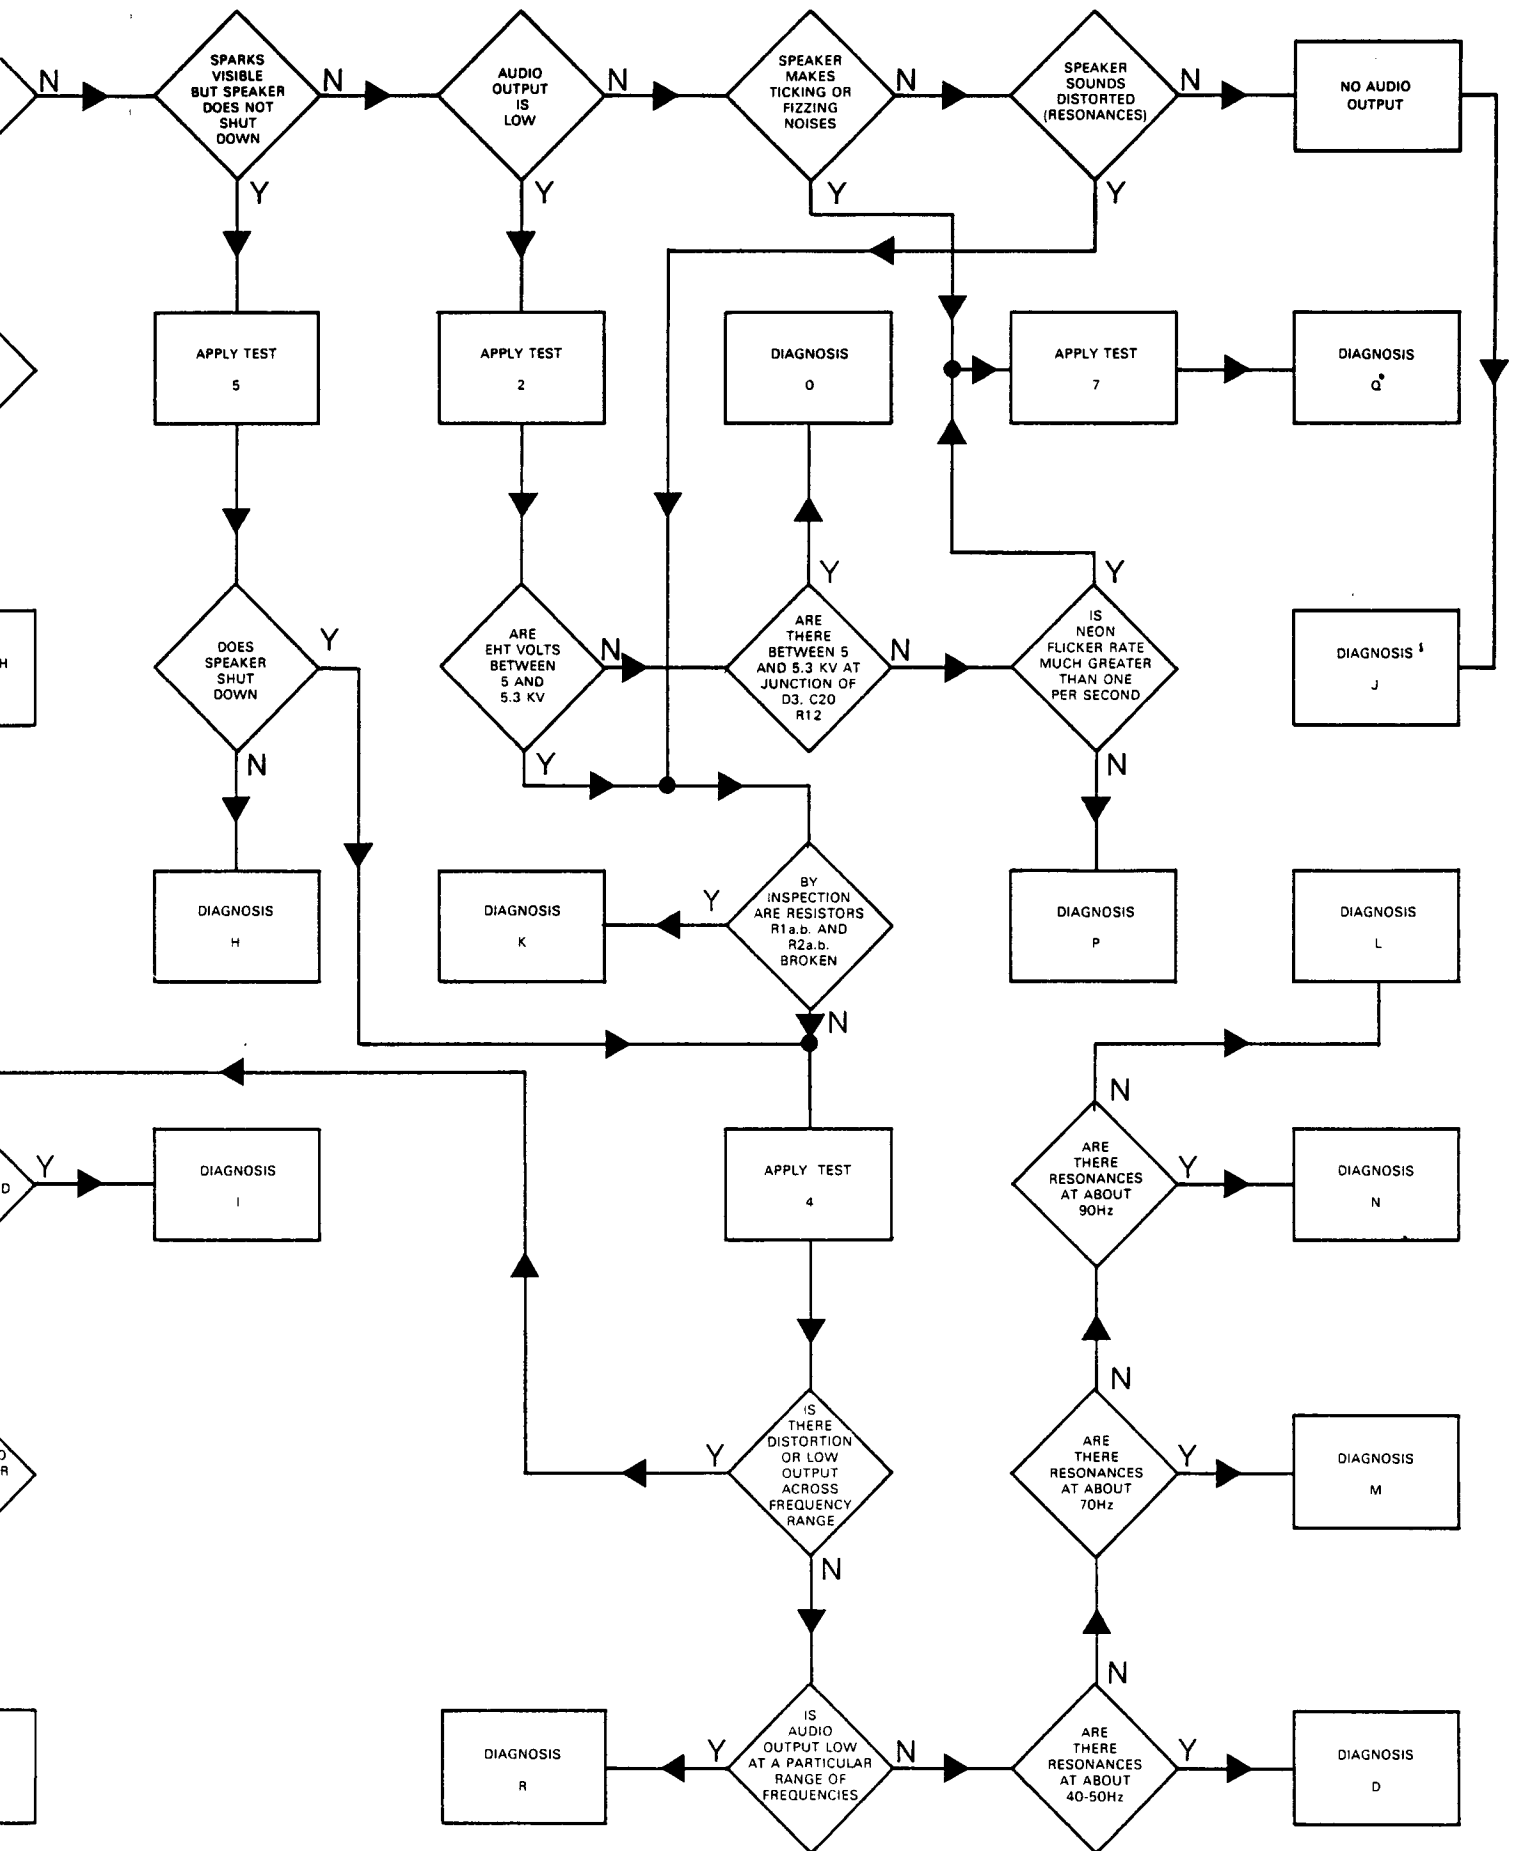 N
SPARKS
VISIBLE
BUT SPEAKER
DOES NOT
SHUT
DOWN
N
Y
AUDIO
OUTPUT
IS
LOW
N
Y
SPEAKER
MAKES
TICKING OR
FIZZING
NOISES
N
Y
SPEAKER
SOUNDS
DISTORTED
(RESONANCES)
N
Y
NO AUDIO
OUTPUT
APPLY TEST
5
APPLY TEST
2
DIAGNOSIS
O
APPLY TEST
7
DIAGNOSIS
Q*
H
DOES
SPEAKER
SHUT
DOWN
Y
N
ARE
EHT VOLTS
BETWEEN
5 AND
5.3 KV
N
Y
ARE
THERE
BETWEEN 5
AND 5.3 KV AT
JUNCTION OF
D3, C20
R12
Y
N
IS
NEON
FLICKER RATE
MUCH GREATER
THAN ONE
PER SECOND
Y
N
DIAGNOSIS
J
DIAGNOSIS
H
DIAGNOSIS
K
Y
BY
INSPECTION
ARE RESISTORS
R1a.b. AND
R2a.b.
BROKEN
N
DIAGNOSIS
P
DIAGNOSIS
L
D
Y
DIAGNOSIS
I
APPLY TEST
4
N
ARE
THERE
RESONANCES
AT ABOUT
90Hz
Y
DIAGNOSIS
N
O
R
Y
IS
THERE
DISTORTION
OR LOW
OUTPUT
ACROSS
FREQUENCY
RANGE
N
N
ARE
THERE
RESONANCES
AT ABOUT
70Hz
Y
DIAGNOSIS
M
DIAGNOSIS
R
Y
IS
AUDIO
OUTPUT LOW
AT A PARTICULAR
RANGE OF
FREQUENCIES
N
N
ARE
THERE
RESONANCES
AT ABOUT
40-50Hz
Y
DIAGNOSIS
D